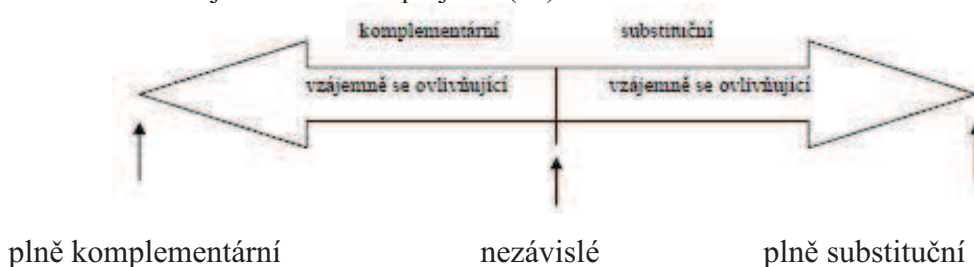 komplementární substituční
vzájemně se ovlivňující vzájemně se ovlivňující
plně komplementární nezávislé plně substituční